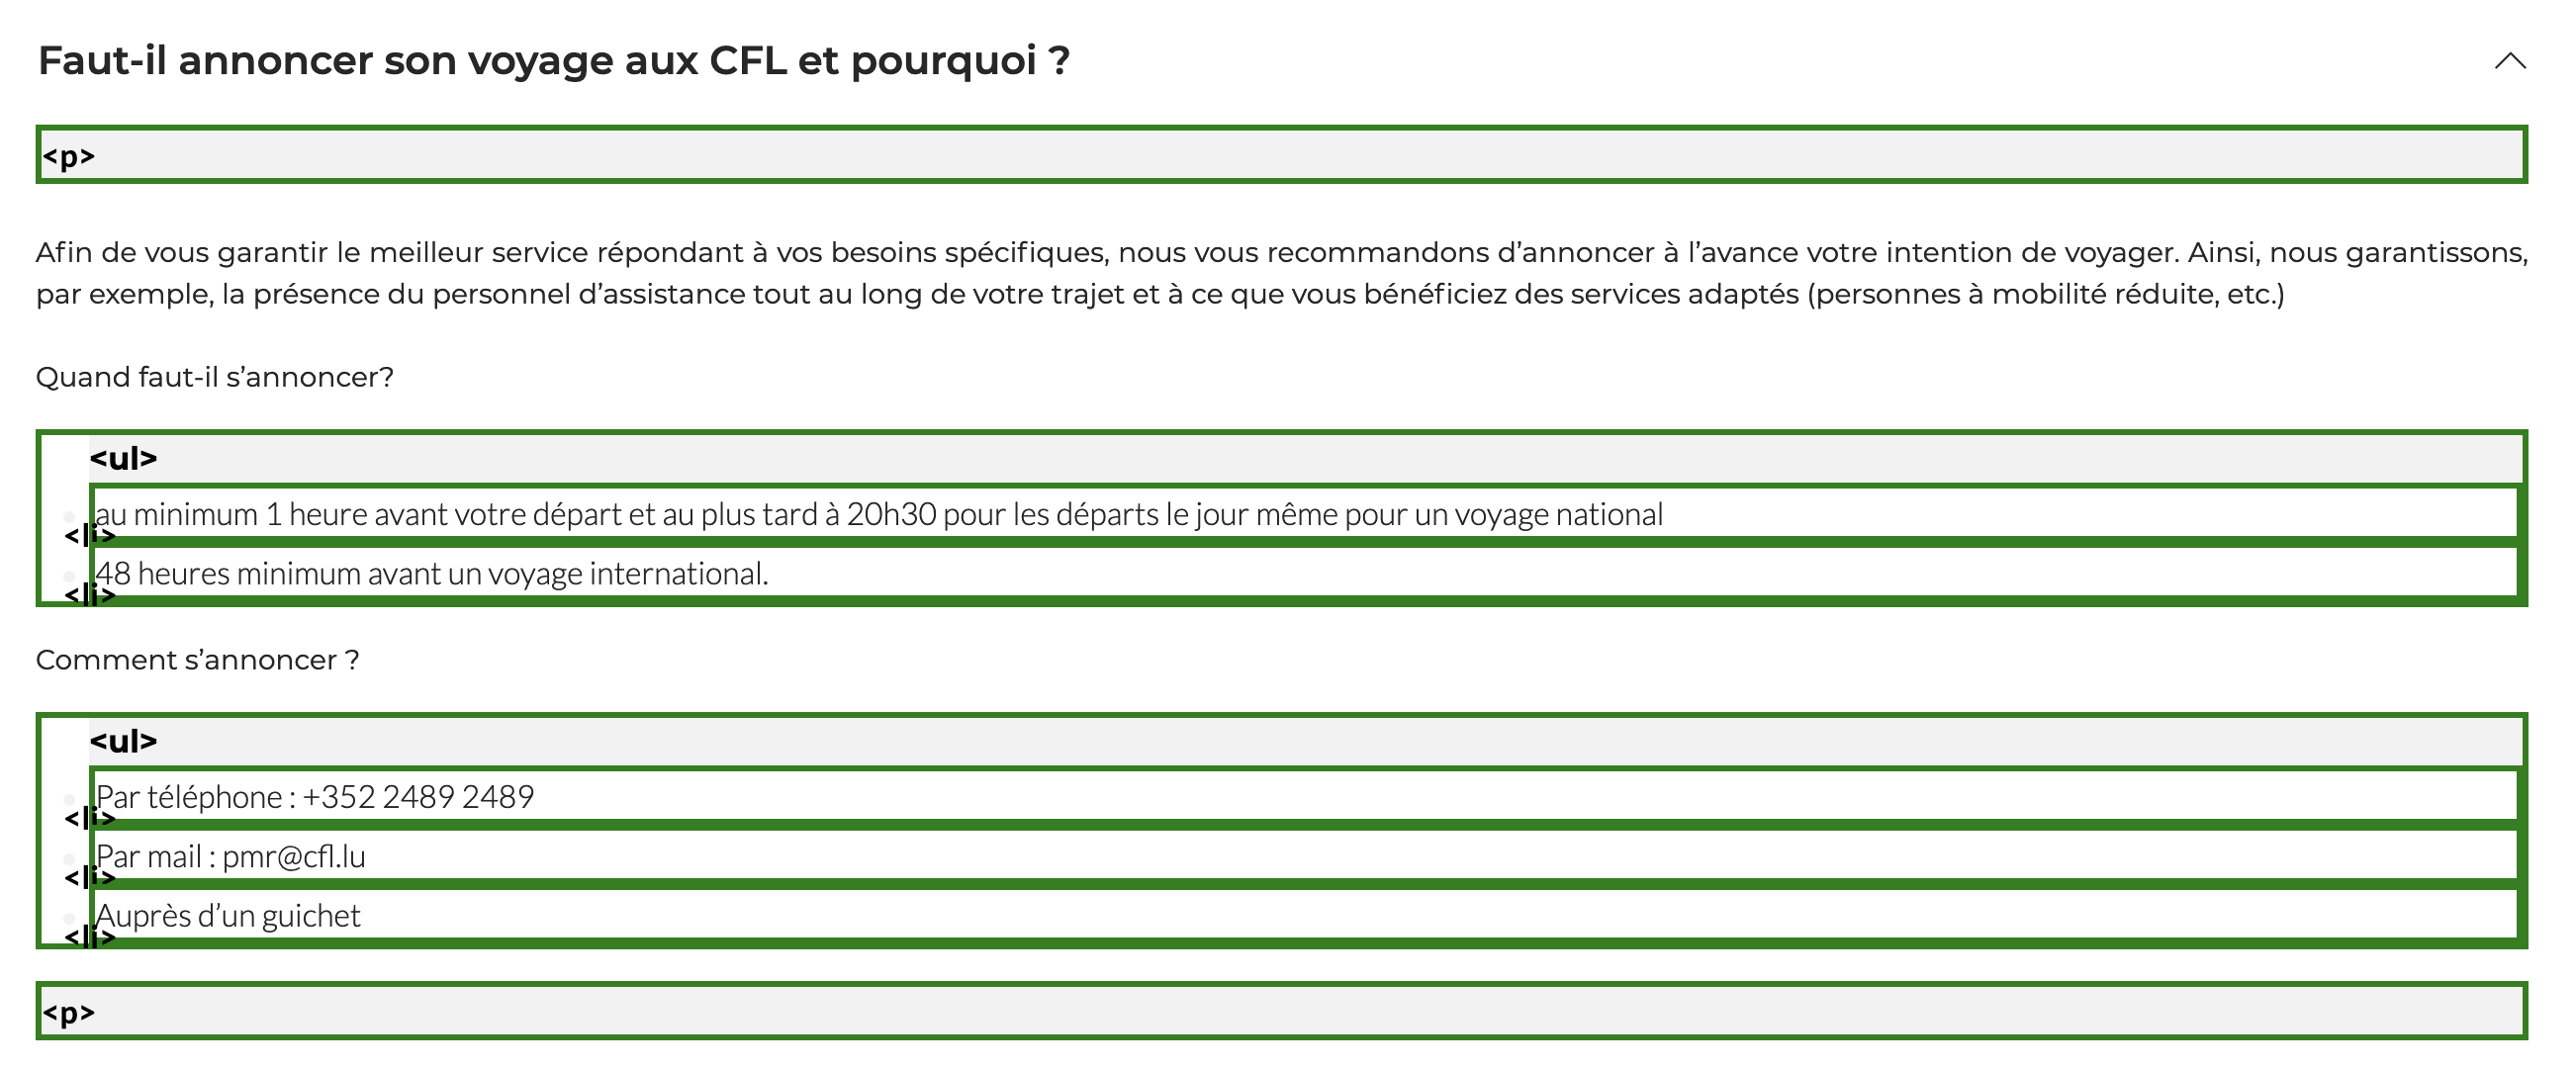 Faut-il annoncer son voyage aux CFL et pourquoi ?
<p>
Afin de vous garantir le meilleur service répondant à vos besoins spécifiques, nous vous recommandons d’annoncer à l’avance votre intention de voyager. Ainsi, nous garantissons,
par exemple, la présence du personnel d’assistance tout au long de votre trajet et à ce que vous bénéficiez des services adaptés (personnes à mobilité réduite, etc.)
Quand faut-il s’annoncer?
<ul>
au minimum 1 heure avant votre départ et au plus tard à 20h30 pour les départs le jour même pour un voyage national
<li>
48 heures minimum avant un voyage international.
<li>
Comment s’annoncer ?
<ul>
Par téléphone : +352 2489 2489
<li>
Par mail : pmr@cfl.lu
<li>
Auprès d’un guichet
<li>
<p>